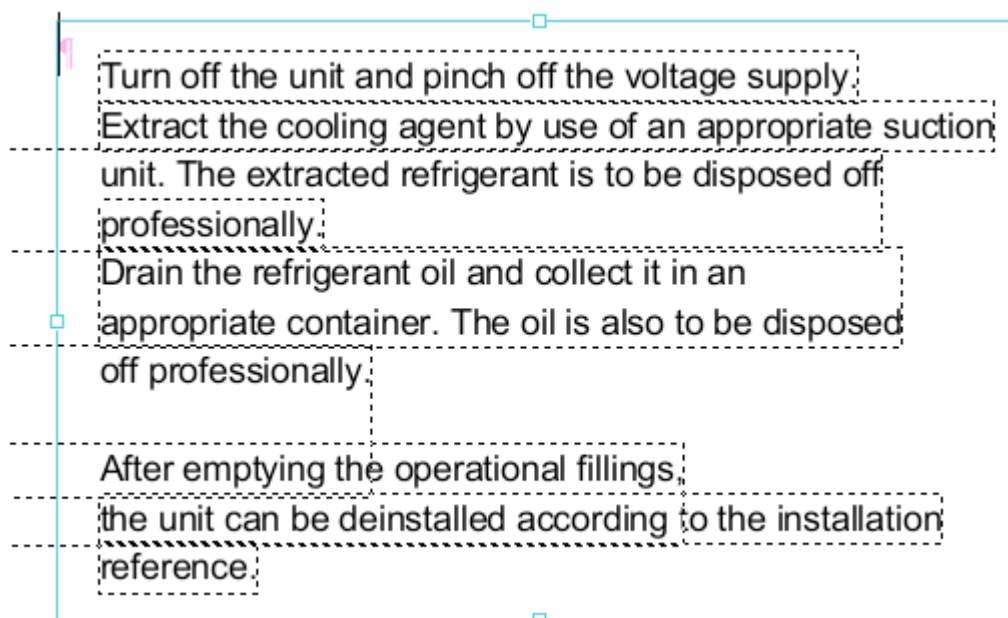 ¶
Turn off the unit and pinch off the voltage supply.
Extract the cooling agent by use of an appropriate suction
unit. The extracted refrigerant is to be disposed off
professionally.
Drain the refrigerant oil and collect it in an
appropriate container. The oil is also to be disposed
off professionally.
After emptying the operational fillings,
the unit can be deinstalled according to the installation
reference.